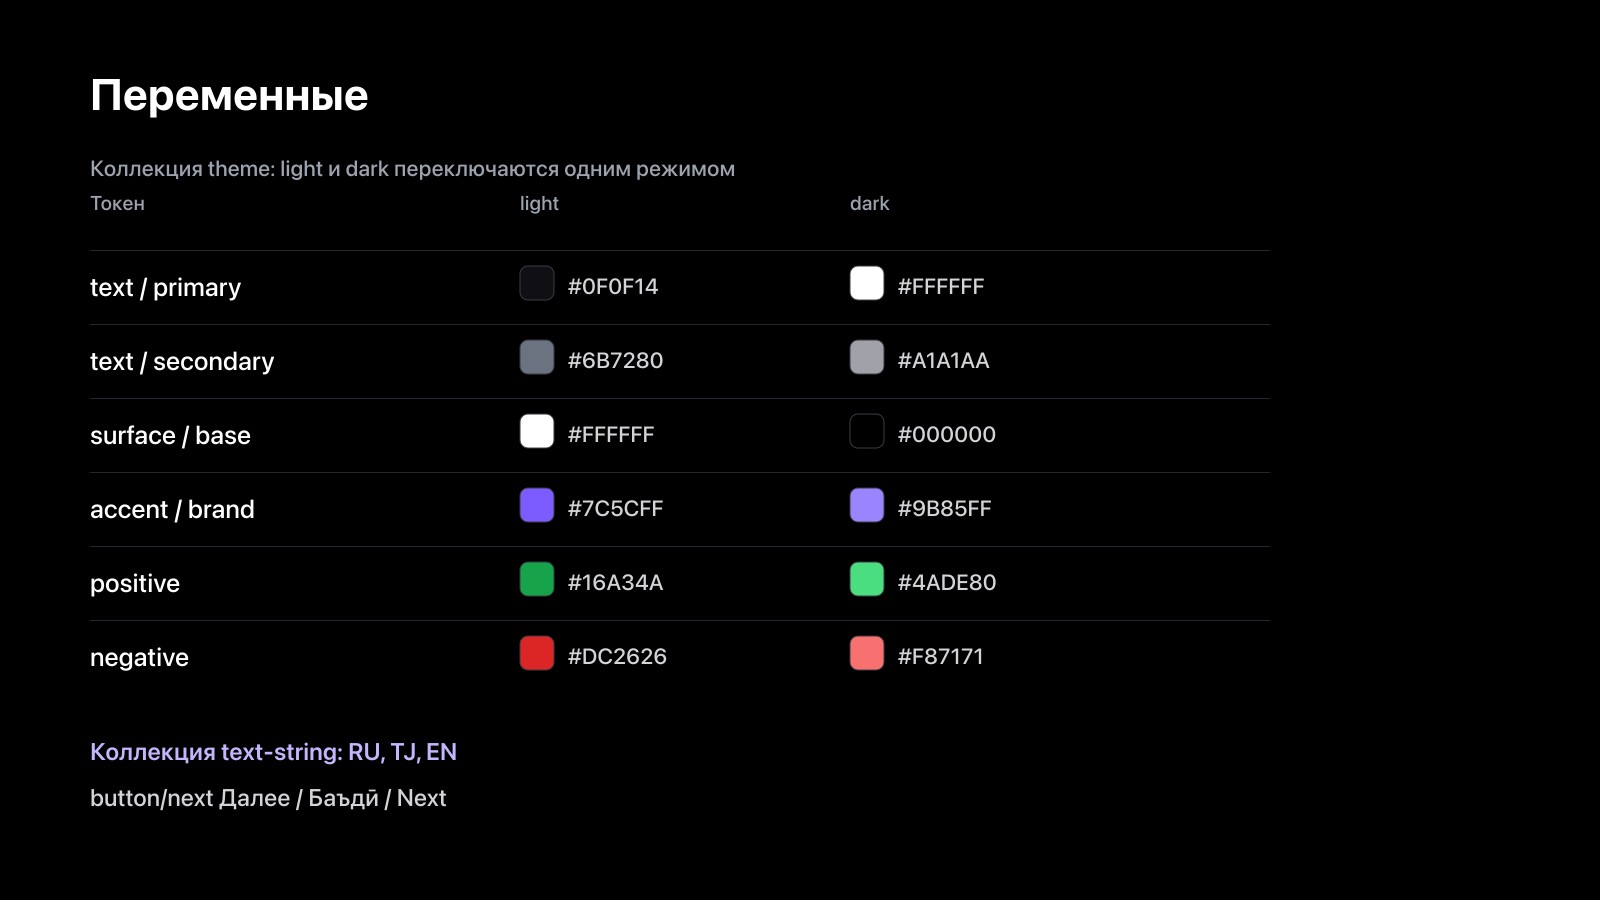 Переменные
Коллекция theme: light и dark переключаются одним режимом
Токен light dark
text / primary #0F0F14 #FFFFFF
text / secondary #6B7280 #A1A1AA
surface / base #FFFFFF #000000
accent / brand #7C5CFF #9B85FF
positive #16A34A #4ADE80
negative #DC2626 #F87171
Коллекция text-string: RU, TJ, EN
button/next Далее / Баъдӣ / Next